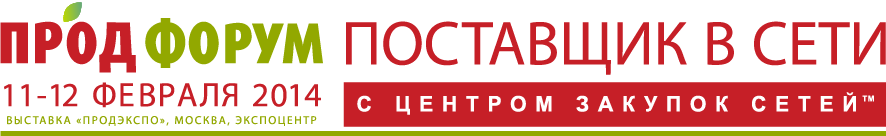 ПРОДФОРУМ
11-12 ФЕВРАЛЯ 2014
ВЫСТАВКА «ПРОДЭКСПО», МОСКВА, ЭКСПОЦЕНТР
ПОСТАВЩИК В СЕТИ
С ЦЕНТРОМ ЗАКУПОК СЕТЕЙ™